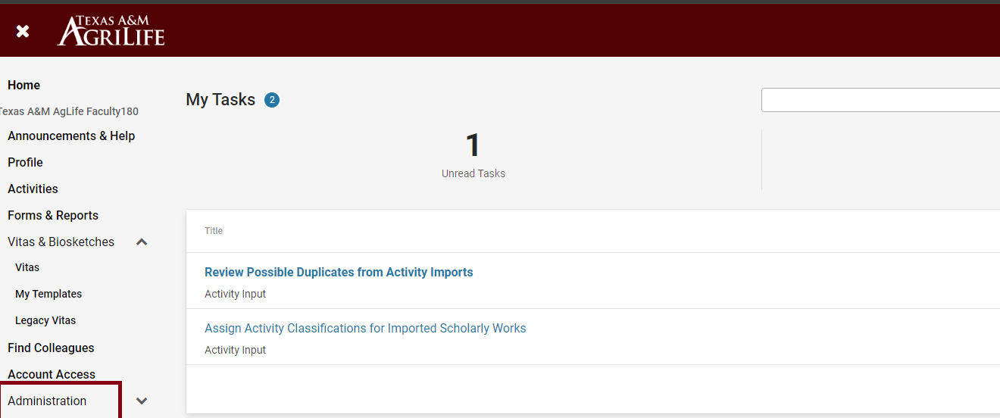 TEXAS A&M
AGRILIFE
Home
Texas A&M AgLife Faculty180
Announcements & Help
Profile
Activities
Forms & Reports
Vitas & Biosketches
Vitas
My Templates
Legacy Vitas
Find Colleagues
Account Access
Administration
My Tasks 2
1
Unread Tasks
Title
Review Possible Duplicates from Activity Imports
Activity Input
Assign Activity Classifications for Imported Scholarly Works
Activity Input